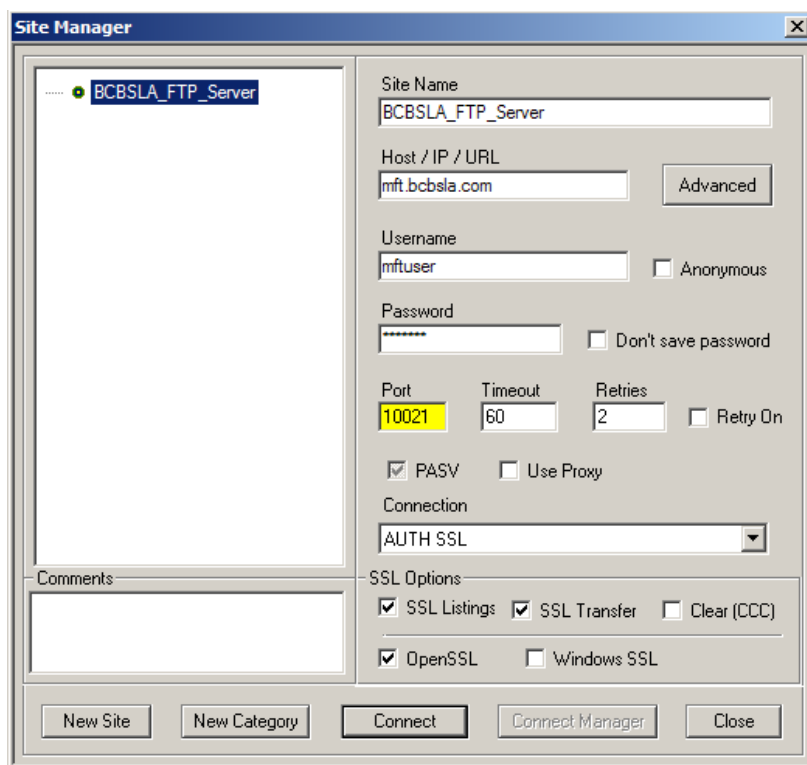 Site Manager
BCBSLA_FTP_Server
Site Name
BCBSLA_FTP_Server
Host / IP / URL
mft.bcbsla.com
Advanced
Username
mftuser
Anonymous
Password
*******
Don't save password
Port Timeout Retries
10021 60 2 Retry On
PASV Use Proxy
Connection
AUTH SSL
Comments
SSL Options
SSL Listings SSL Transfer Clear (CCC)
OpenSSL Windows SSL
New Site New Category Connect Connect Manager Close